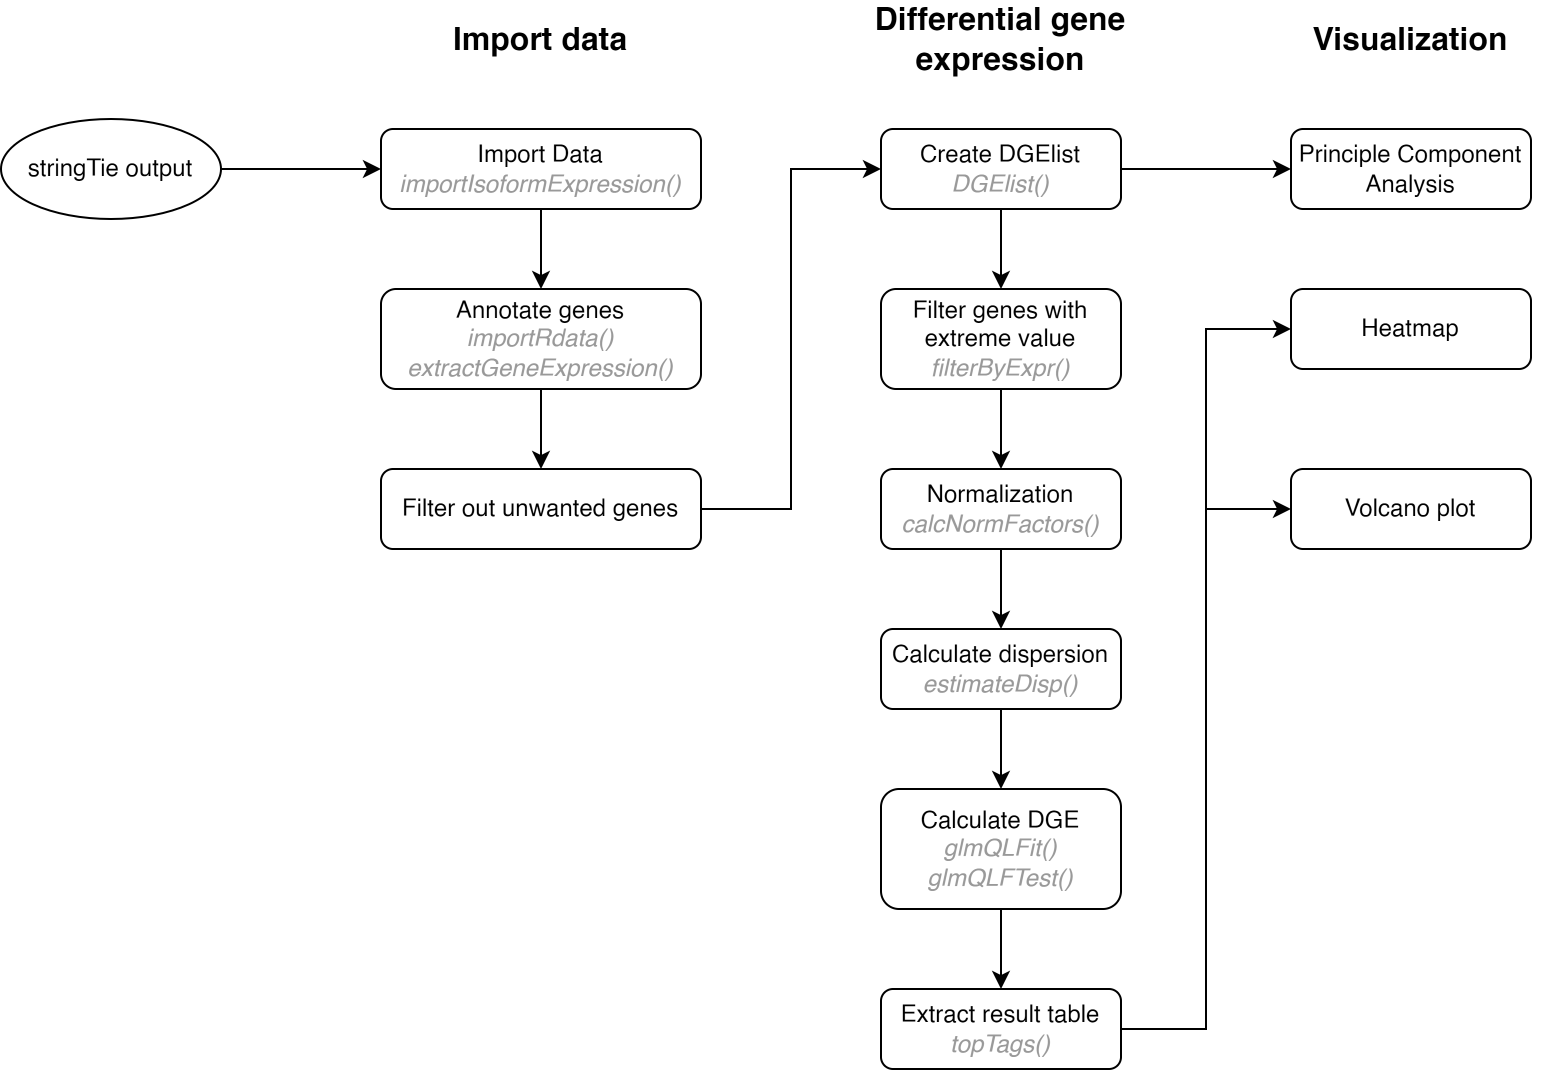 Import data
Differential gene
expression
Visualization
stringTie output
Import Data
importIsoformExpression()
Annotate genes
importRdata()
extractGeneExpression()
Filter out unwanted genes
Create DGElist
DGElist()
Filter genes with
extreme value
filterByExpr()
Normalization
calcNormFactors()
Calculate dispersion
estimateDisp()
Calculate DGE
glmQLFit()
glmQLFTest()
Extract result table
topTags()
Principle Component
Analysis
Heatmap
Volcano plot